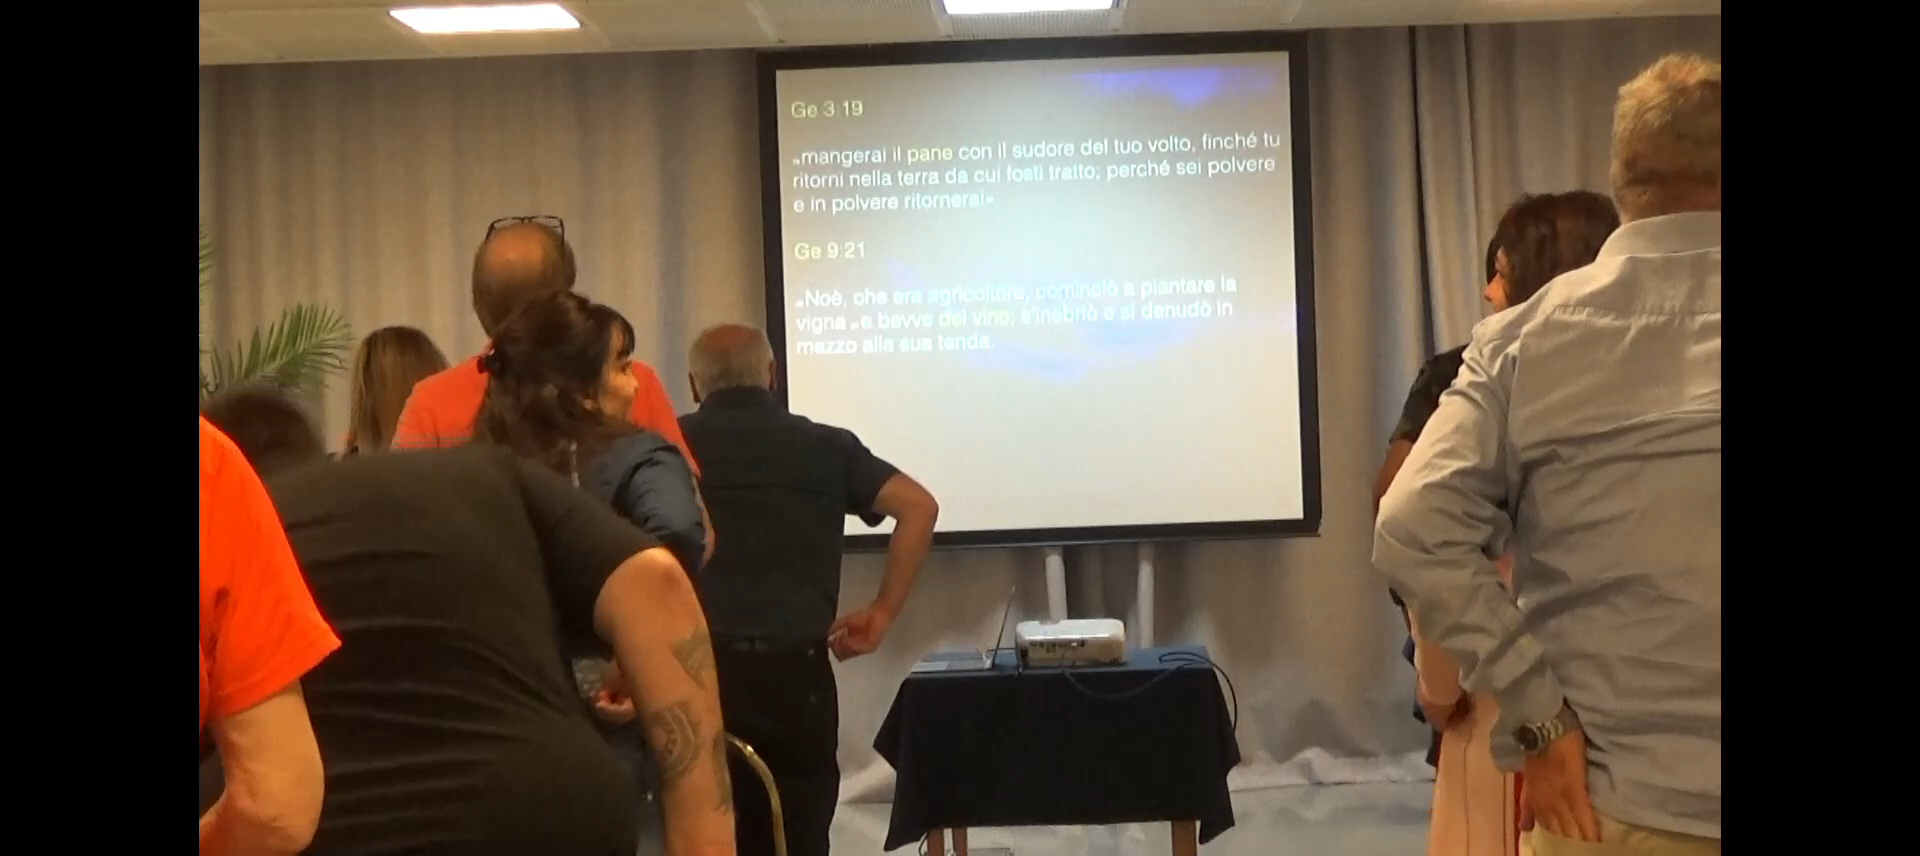 Ge 3:19
„mangerai il pane con il sudore del tuo volto, finché tu
ritorni nella terra da cui fosti tratto; perché sei polvere
e in polvere ritornerai»
Ge 9:21
„Noè, che era agricoltore, cominciò a piantare la
vigna „e bevve del vino; s'inebriò e si denudò in
mezzo alla sua tenda.